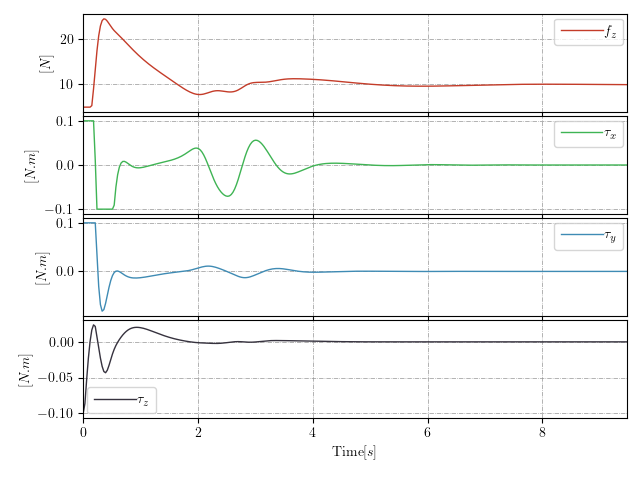 20
10
[N]
f_z
0.1
0.0
−0.1
[N.m]
τ_x
0.1
0.0
[N.m]
τ_y
0.00
−0.05
−0.10
[N.m]
τ_z
0 2 4 6 8
Time[s]